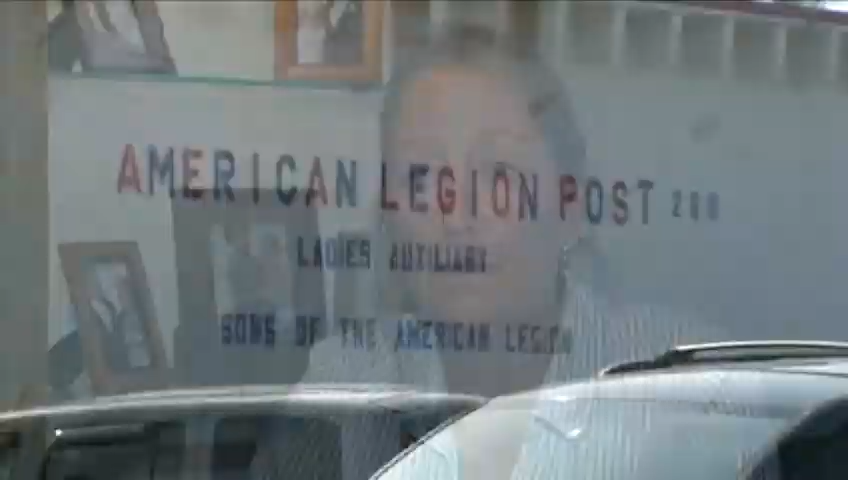 AMERICAN LEGION POST
LADIES AUXILIARY
SONS OF THE AMERICAN LEGION